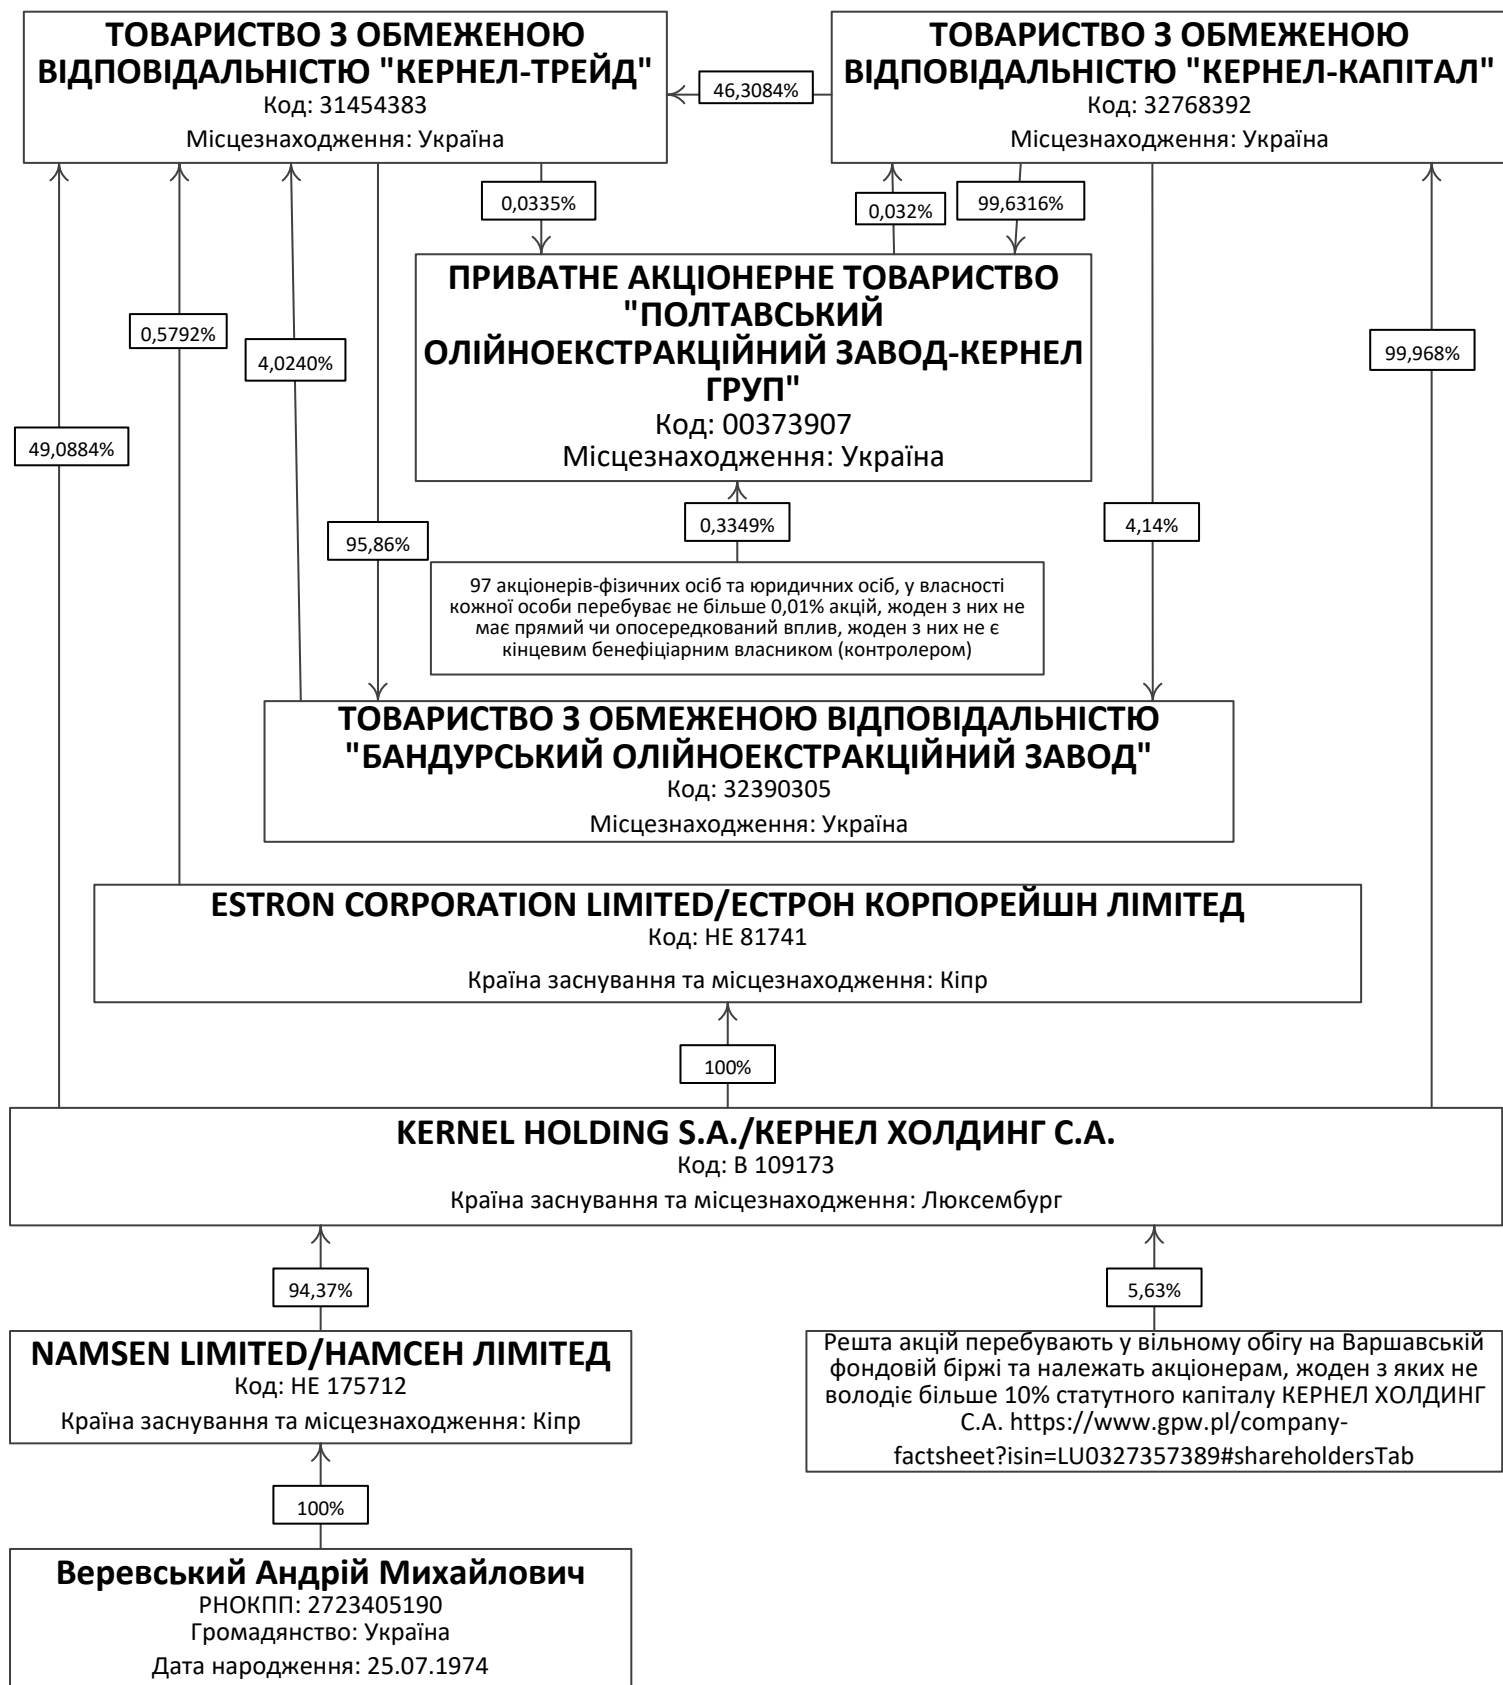 ТОВАРИСТВО З ОБМЕЖЕНОЮ
ВІДПОВІДАЛЬНІСТЮ "КЕРНЕЛ-ТРЕЙД"
Код: 31454383
Місцезнаходження: Україна
46,3084%
ТОВАРИСТВО З ОБМЕЖЕНОЮ
ВІДПОВІДАЛЬНІСТЮ "КЕРНЕЛ-КАПІТАЛ"
Код: 32768392
Місцезнаходження: Україна
0,0335%
0,032%
99,6316%
ПРИВАТНЕ АКЦІОНЕРНЕ ТОВАРИСТВО
"ПОЛТАВСЬКИЙ
ОЛІЙНОЕКСТРАКЦІЙНИЙ ЗАВОД-КЕРНЕЛ
ГРУП"
Код: 00373907
Місцезнаходження: Україна
0,5792%
4,0240%
99,968%
49,0884%
95,86%
0,3349%
4,14%
97 акціонерів-фізичних осіб та юридичних осіб, у власності
кожної особи перебуває не більше 0,01% акцій, жоден з них не
має прямий чи опосередкований вплив, жоден з них не є
кінцевим бенефіціарним власником (контролером)
ТОВАРИСТВО З ОБМЕЖЕНОЮ ВІДПОВІДАЛЬНІСТЮ
"БАНДУРСЬКИЙ ОЛІЙНОЕКСТРАКЦІЙНИЙ ЗАВОД"
Код: 32390305
Місцезнаходження: Україна
ESTRON CORPORATION LIMITED/ЕСТРОН КОРПОРЕЙШН ЛІМІТЕД
Код: НЕ 81741
Країна заснування та місцезнаходження: Кіпр
100%
KERNEL HOLDING S.A./КЕРНЕЛ ХОЛДИНГ С.А.
Код: В 109173
Країна заснування та місцезнаходження: Люксембург
94,37%
5,63%
NAMSEN LIMITED/НАМСЕН ЛІМІТЕД
Код: НЕ 175712
Країна заснування та місцезнаходження: Кіпр
Решта акцій перебувають у вільному обігу на Варшавській
фондовій біржі та належать акціонерам, жоден з яких не
володіє більше 10% статутного капіталу КЕРНЕЛ ХОЛДИНГ
С.А. https://www.gpw.pl/company-
factsheet?isin=LU0327357389#shareholdersTab
100%
Веревський Андрій Михайлович
РНОКПП: 2723405190
Громадянство: Україна
Дата народження: 25.07.1974